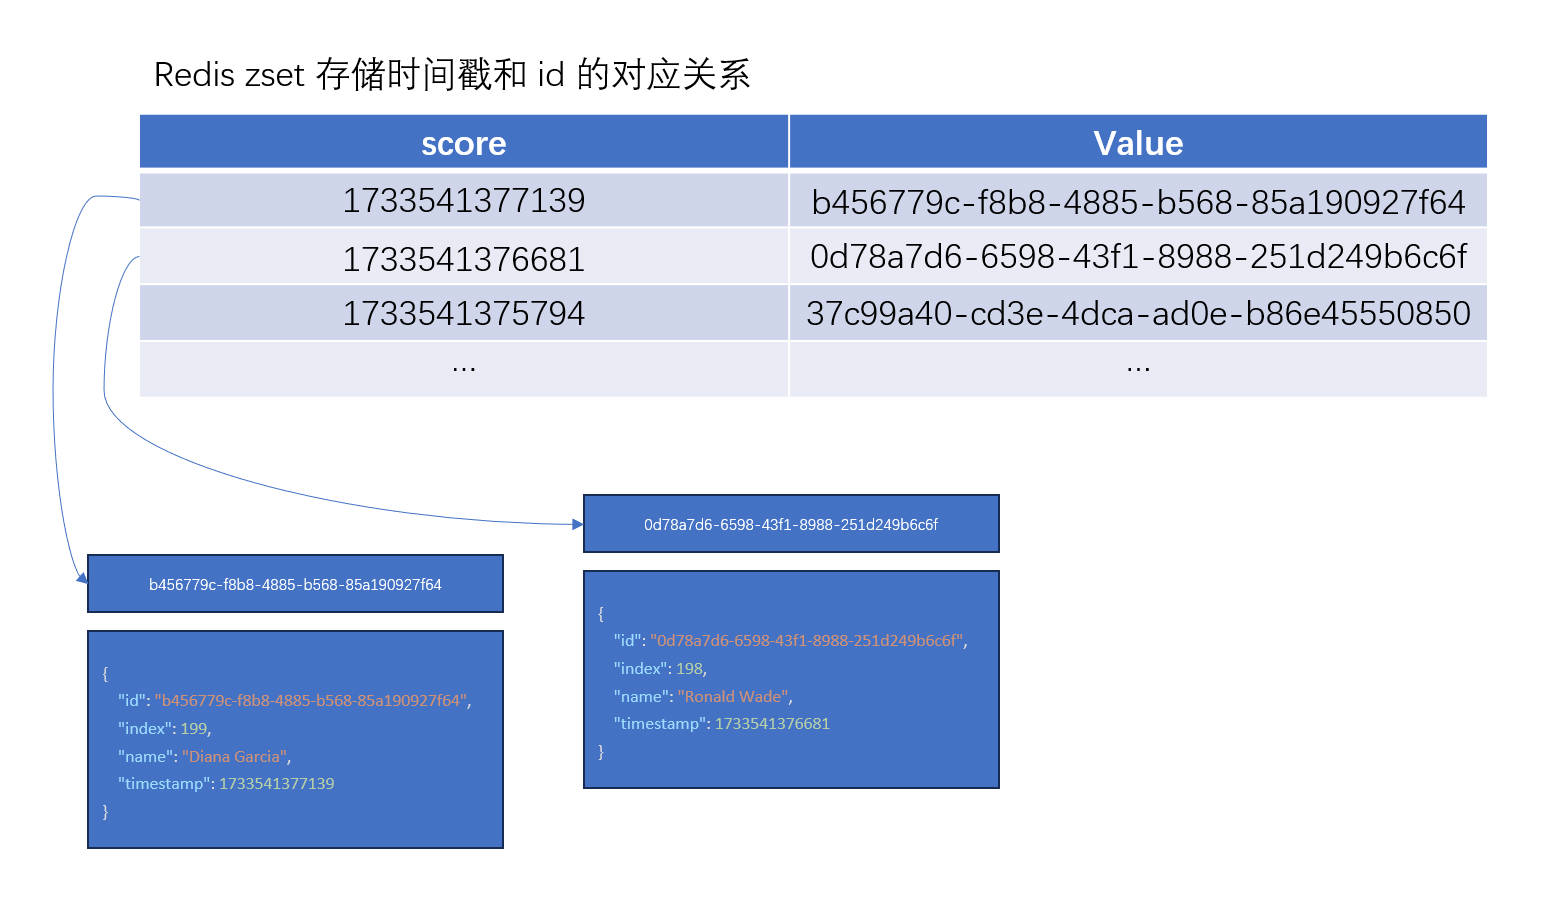 Redis zset 存储时间戳和 id 的对应关系
score Value
1733541377139 b456779c-f8b8-4885-b568-85a190927f64
1733541376681 0d78a7d6-6598-43f1-8988-251d249b6c6f
1733541375794 37c99a40-cd3e-4dca-ad0e-b86e45550850
... ...
b456779c-f8b8-4885-b568-85a190927f64
{
"id": "b456779c-f8b8-4885-b568-85a190927f64",
"index": 199,
"name": "Diana Garcia",
"timestamp": 1733541377139
}
0d78a7d6-6598-43f1-8988-251d249b6c6f
{
"id": "0d78a7d6-6598-43f1-8988-251d249b6c6f",
"index": 198,
"name": "Ronald Wade",
"timestamp": 1733541376681
}